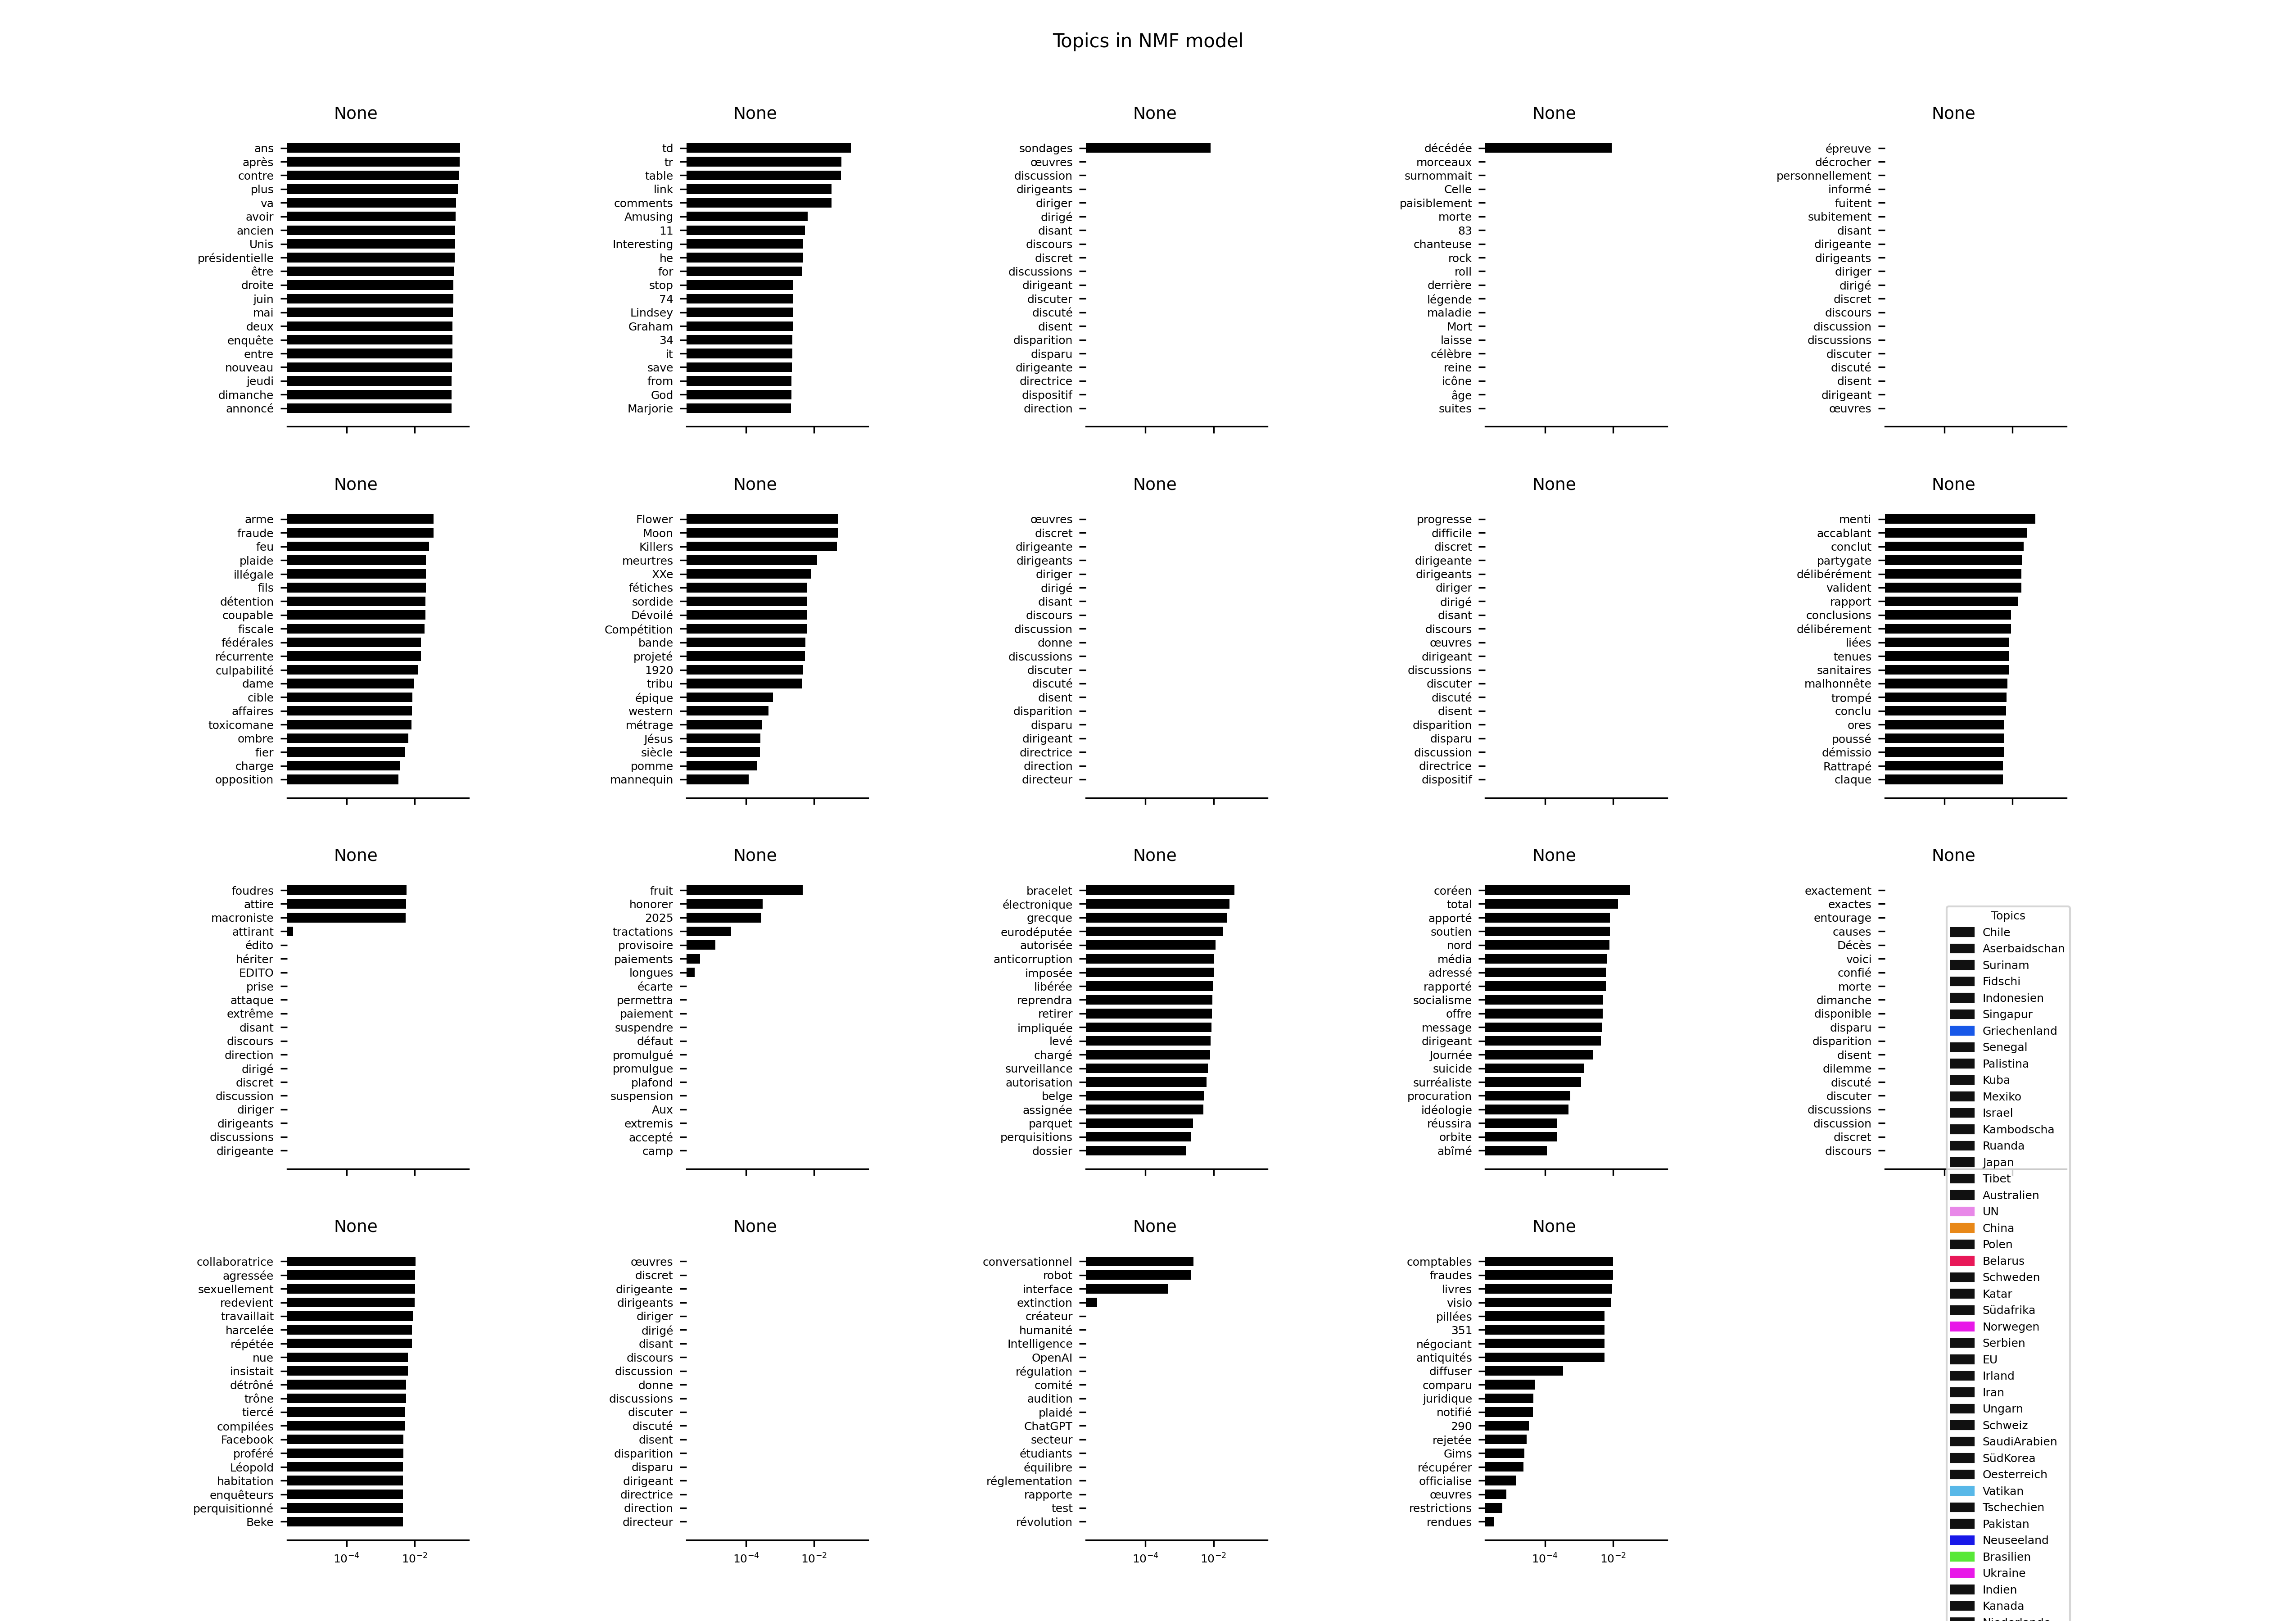 Topics in NMF model
None
ans
après
contre
plus
va
avoir
ancien
Unis
présidentielle
être
droite
juin
mai
deux
enquête
entre
nouveau
jeudi
dimanche
annoncé
None
td
tr
table
link
comments
Amusing
11
Interesting
he
for
stop
74
Lindsey
Graham
34
it
save
from
God
Marjorie
None
sondages
œuvres
discussion
dirigeants
diriger
dirigé
disant
discours
discret
discussions
dirigeant
discuter
discuté
disent
disparition
disparu
dirigeante
directrice
dispositif
direction
None
décédée
morceaux
surnommait
Celle
paisiblement
morte
83
chanteuse
rock
roll
derrière
légende
maladie
Mort
laisse
célèbre
reine
icône
âge
suites
None
épreuve
décrocher
personnellement
informé
fuitent
subitement
disant
dirigeante
dirigeants
diriger
dirigé
discret
discours
discussion
discussions
discuter
discuté
disent
dirigeant
œuvres
None
arme
fraude
feu
plaide
illégale
fils
détention
coupable
fiscale
fédérales
récurrente
culpabilité
dame
cible
affaires
toxicomane
ombre
fier
charge
opposition
None
Flower
Moon
Killers
meurtres
XXe
fétiches
sordide
Dévoilé
Compétition
bande
projeté
1920
tribu
épique
western
métrage
Jésus
siècle
pomme
mannequin
None
œuvres
discret
dirigeante
dirigeants
diriger
dirigé
disant
discours
discussion
donne
discussions
discuter
discuté
disent
disparition
disparu
dirigeant
directrice
direction
directeur
None
progresse
difficile
discret
dirigeante
dirigeants
diriger
dirigé
disant
discours
œuvres
dirigeant
discussions
discuter
discuté
disent
disparition
disparu
discussion
directrice
dispositif
None
menti
accablant
conclut
partygate
délibérément
valident
rapport
conclusions
délibérement
liées
tenues
sanitaires
malhonnête
trompé
conclu
ores
poussé
démissio
Rattrapé
claque
None
foudres
attire
macroniste
attirant
édito
hériter
EDITO
prise
attaque
extrême
disant
discours
direction
dirigé
discret
discussion
diriger
dirigeants
discussions
dirigeante
None
fruit
honorer
2025
tractations
provisoire
paiements
longues
écarte
permettra
paiement
suspendre
défaut
promulgué
promulgue
plafond
suspension
Aux
extremis
accepté
camp
None
bracelet
électronique
grecque
eurodéputée
autorisée
anticorruption
imposée
libérée
reprendra
retirer
impliquée
levé
chargé
surveillance
autorisation
belge
assignée
parquet
perquisitions
dossier
None
coréen
total
apporté
soutien
nord
média
adressé
rapporté
socialisme
offre
message
dirigeant
Journée
suicide
surréaliste
procuration
idéologie
réussira
orbite
abîmé
None
exactement
exactes
entourage
causes
Décès
voici
confié
morte
dimanche
disponible
disparu
disparition
disent
dilemme
discuté
discuter
discussions
discussion
discret
discours
None
collaboratrice
agressée
sexuellement
redevient
travaillait
harcelée
répétée
nue
insistait
détrôné
trône
tiercé
compilées
Facebook
proféré
Léopold
habitation
enquêteurs
perquisitionné
Beke
10⁻⁴ 10⁻²
None
œuvres
discret
dirigeante
dirigeants
diriger
dirigé
disant
discours
discussion
donne
discussions
discuter
discuté
disent
disparition
disparu
dirigeant
directrice
direction
directeur
10⁻⁴ 10⁻²
None
conversationnel
robot
interface
extinction
créateur
humanité
Intelligence
OpenAI
régulation
comité
audition
plaidé
ChatGPT
secteur
étudiants
équilibre
réglementation
rapporte
test
révolution
10⁻⁴ 10⁻²
None
comptables
fraudes
livres
visio
pillées
351
négociant
antiquités
diffuser
comparu
juridique
notifié
290
rejetée
Gims
récupérer
officialise
œuvres
restrictions
rendues
10⁻⁴ 10⁻²
Topics
Chile
Aserbaidschan
Surinam
Fidschi
Indonesien
Singapur
Griechenland
Senegal
Palistina
Kuba
Mexiko
Israel
Kambodscha
Ruanda
Japan
Tibet
Australien
UN
China
Polen
Belarus
Schweden
Katar
Südafrika
Norwegen
Serbien
EU
Irland
Iran
Ungarn
Schweiz
SaudiArabien
SüdKorea
Oesterreich
Vatikan
Tschechien
Pakistan
Neuseeland
Brasilien
Ukraine
Indien
Kanada